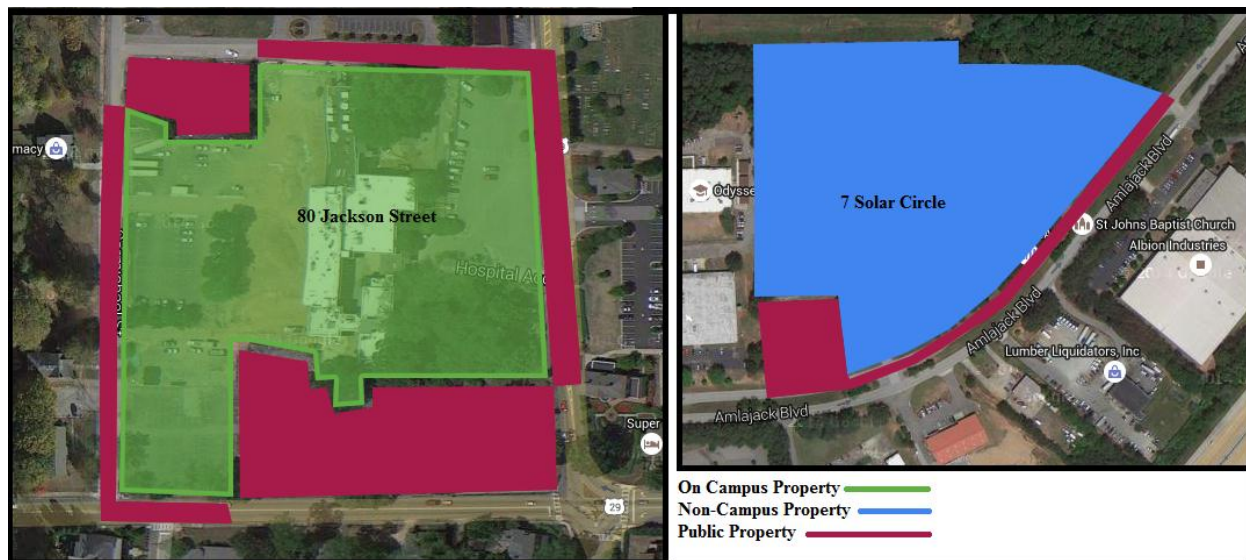 macy
80 Jackson Street
Hospital
29
Super
7 Solar Circle
Odysse
Amlajack Blvd
St Johns Baptist Church
Albion Industries
Amlajack Blvd
Lumber Liquidators, Inc
Amlajack Blvd
On Campus Property
Non-Campus Property
Public Property